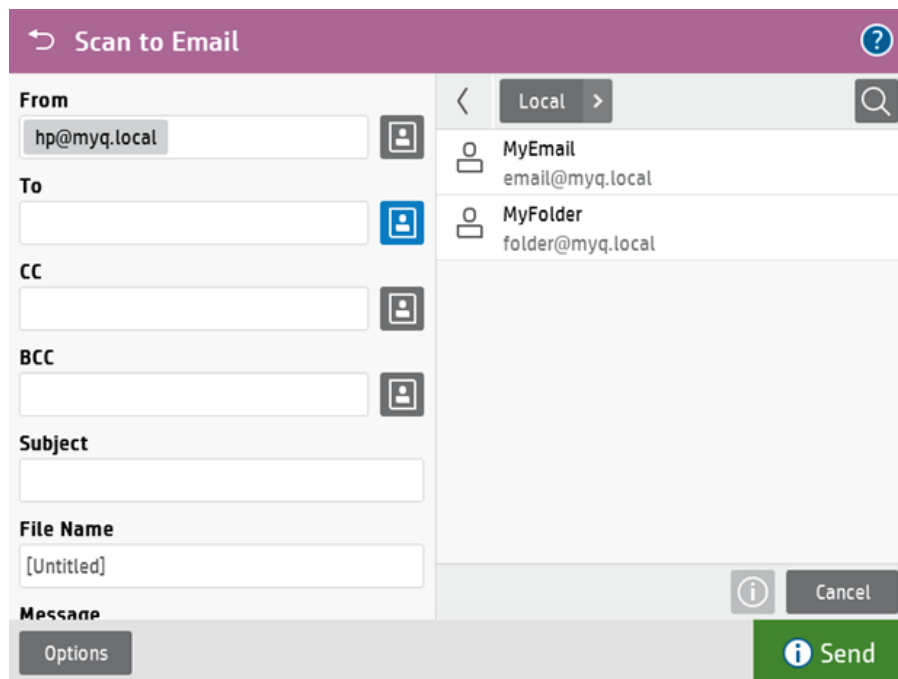 Scan to Email
From
hp@myq.local
To
CC
BCC
Subject
File Name
[Untitled]
Message
Options
Local
MyEmail
email@myq.local
MyFolder
folder@myq.local
Cancel
Send